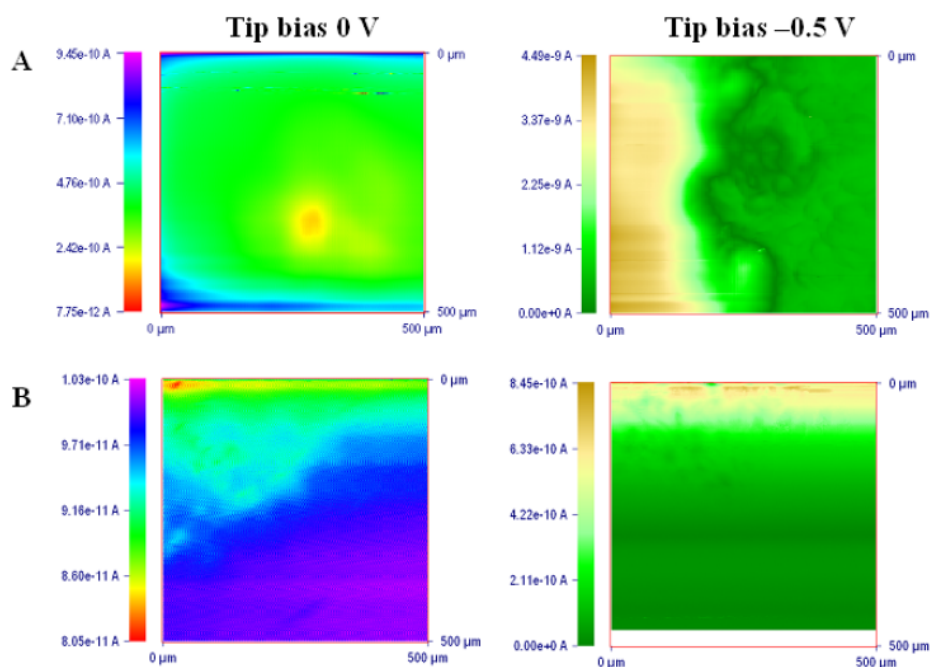 Tip bias 0 V
Tip bias –0.5 V
A
9.45e-10 A
7.10e-10 A
4.76e-10 A
2.42e-10 A
7.75e-12 A
0 µm
500 µm
0 µm
500 µm
4.49e-9 A
3.37e-9 A
2.25e-9 A
1.12e-9 A
0.00e+0 A
0 µm
500 µm
0 µm
500 µm
B
1.03e-10 A
9.71e-11 A
9.16e-11 A
8.60e-11 A
8.05e-11 A
0 µm
500 µm
0 µm
500 µm
8.45e-10 A
6.33e-10 A
4.22e-10 A
2.11e-10 A
0.00e+0 A
0 µm
500 µm
0 µm
500 µm